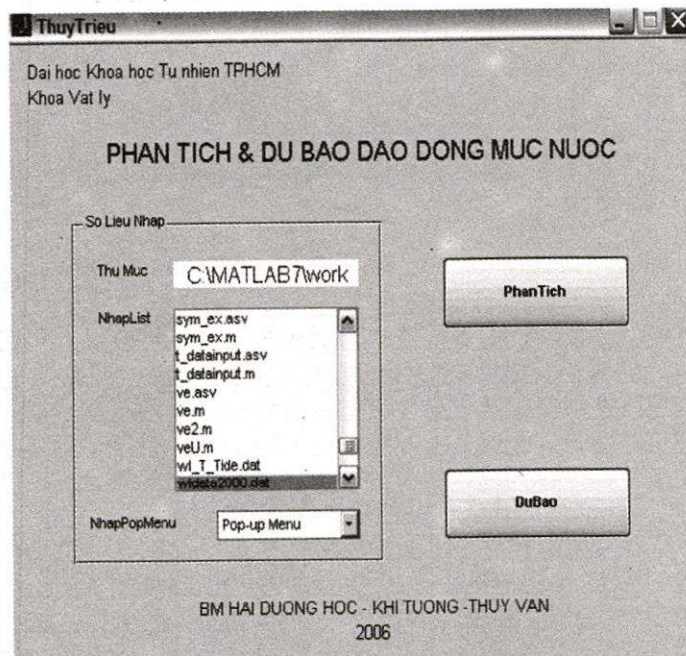 ThuyTrieu
Dai hoc Khoa hoc Tu nhien TPHCM
Khoa Vat ly
PHAN TICH & DU BAO DAO DONG MUC NUOC
So Lieu Nhap
Thu Muc
C:\MATLAB7\work
NhapList
sym_ex.asv
sym_ex.m
t_datainput.asv
t_datainput.m
ve.asv
ve.m
ve2.m
veU.m
wl_T_Tide.dat
wldata2000.dat
NhapPopMenu
Pop-up Menu
PhanTich
DuBao
BM HAI DUONG HOC - KHI TUONG -THUY VAN
2006